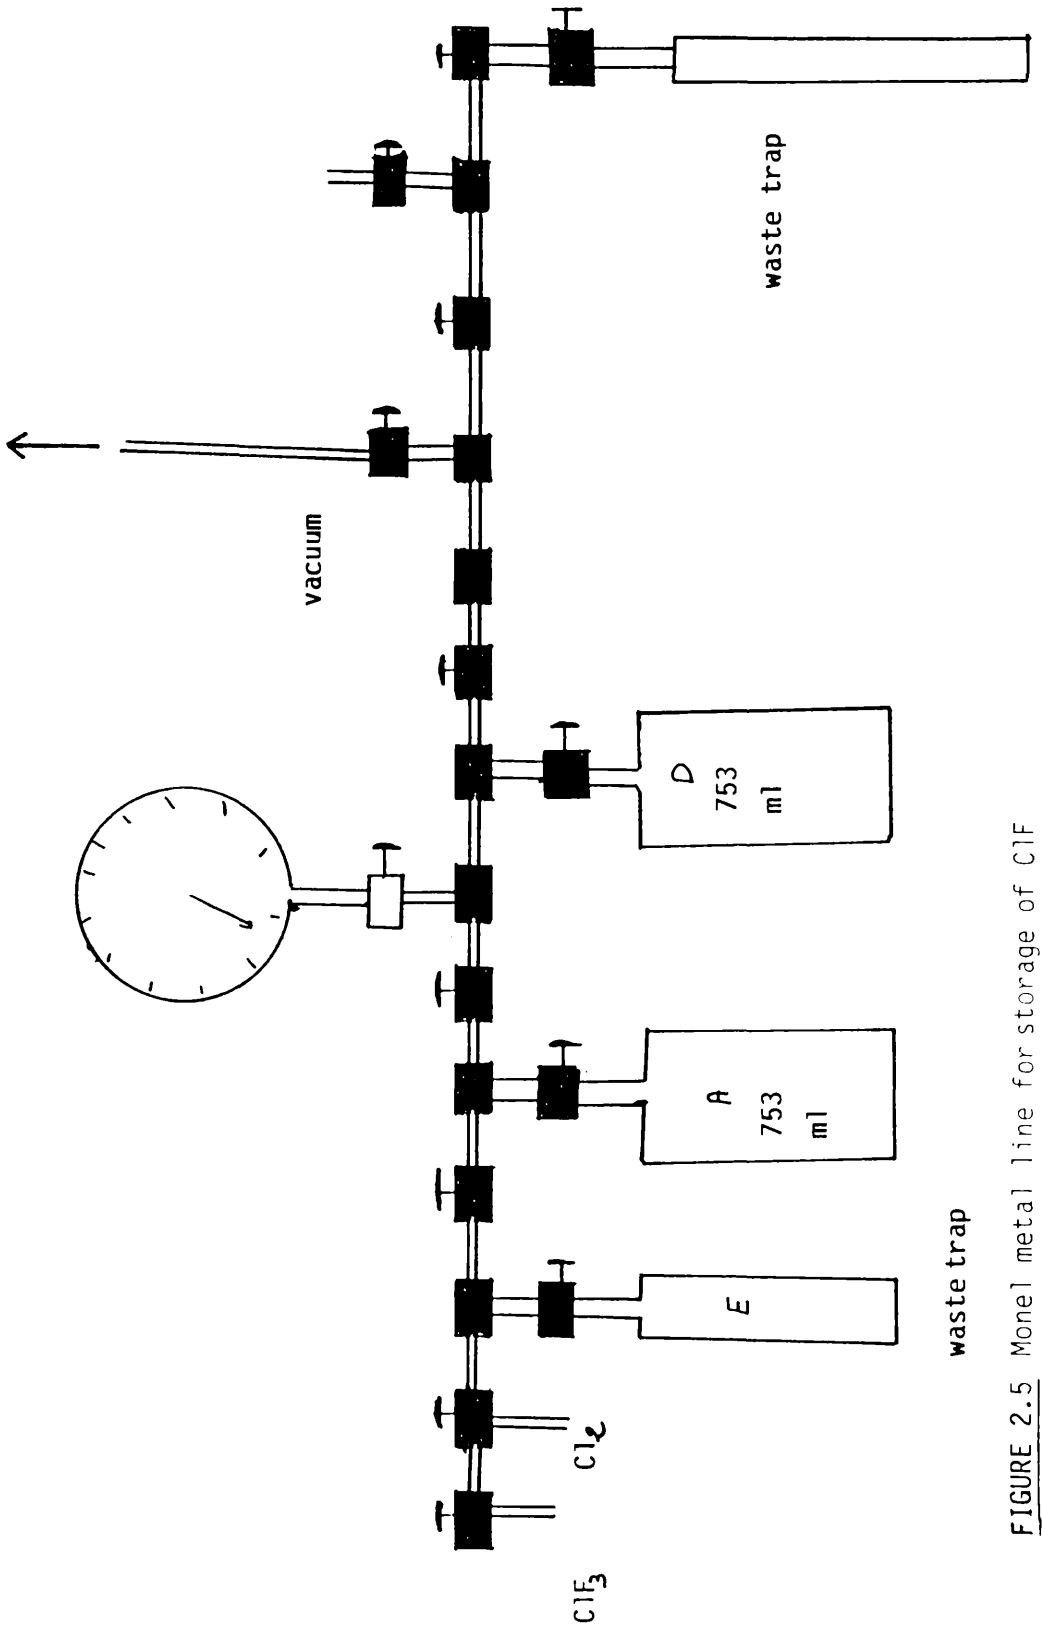 vacuum
waste trap
D
753
ml
A
753
ml
E
waste trap
Cl₂
ClF₃
FIGURE 2.5 Monel metal line for storage of ClF